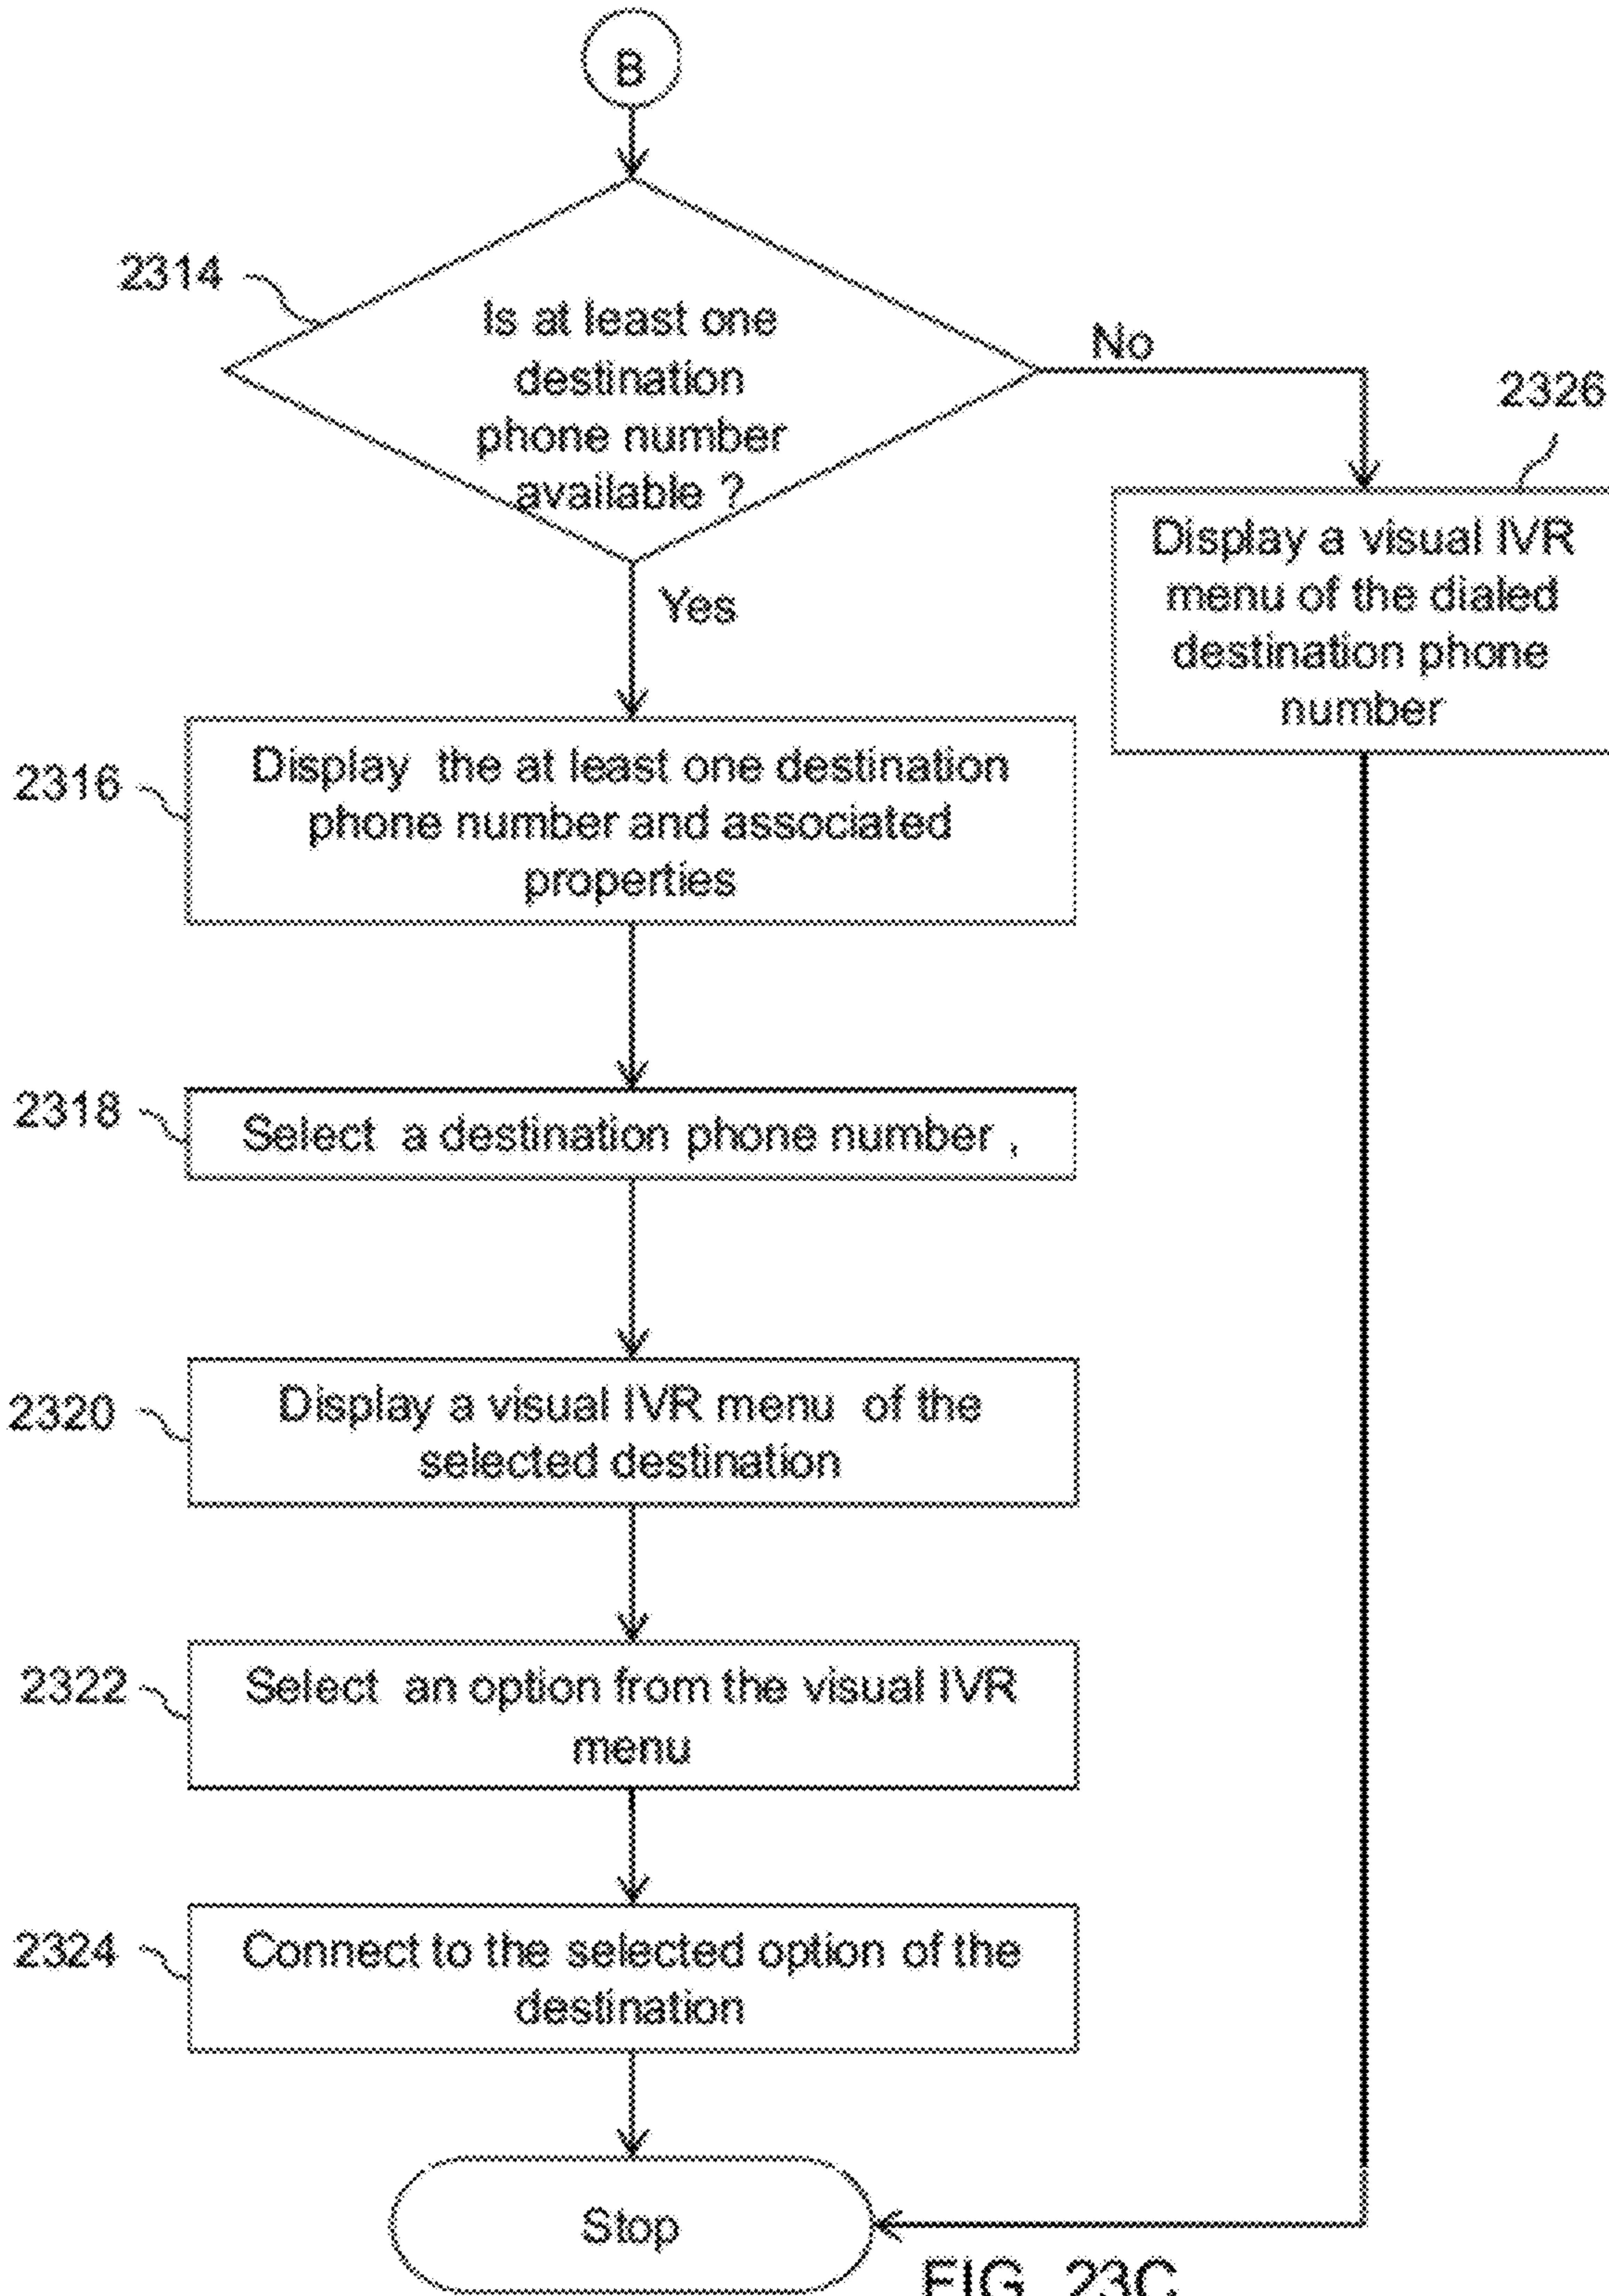 B
2314
Is at least one
destination
phone number
available ?
No
2326
Display a visual IVR
menu of the dialed
destination phone
number
Yes
2316
Display the at least one destination
phone number and associated
properties
2318
Select a destination phone number ,
2320
Display a visual IVR menu of the
selected destination
2322
Select an option from the visual IVR
menu
2324
Connect to the selected option of the
destination
Stop
FIG. 23C